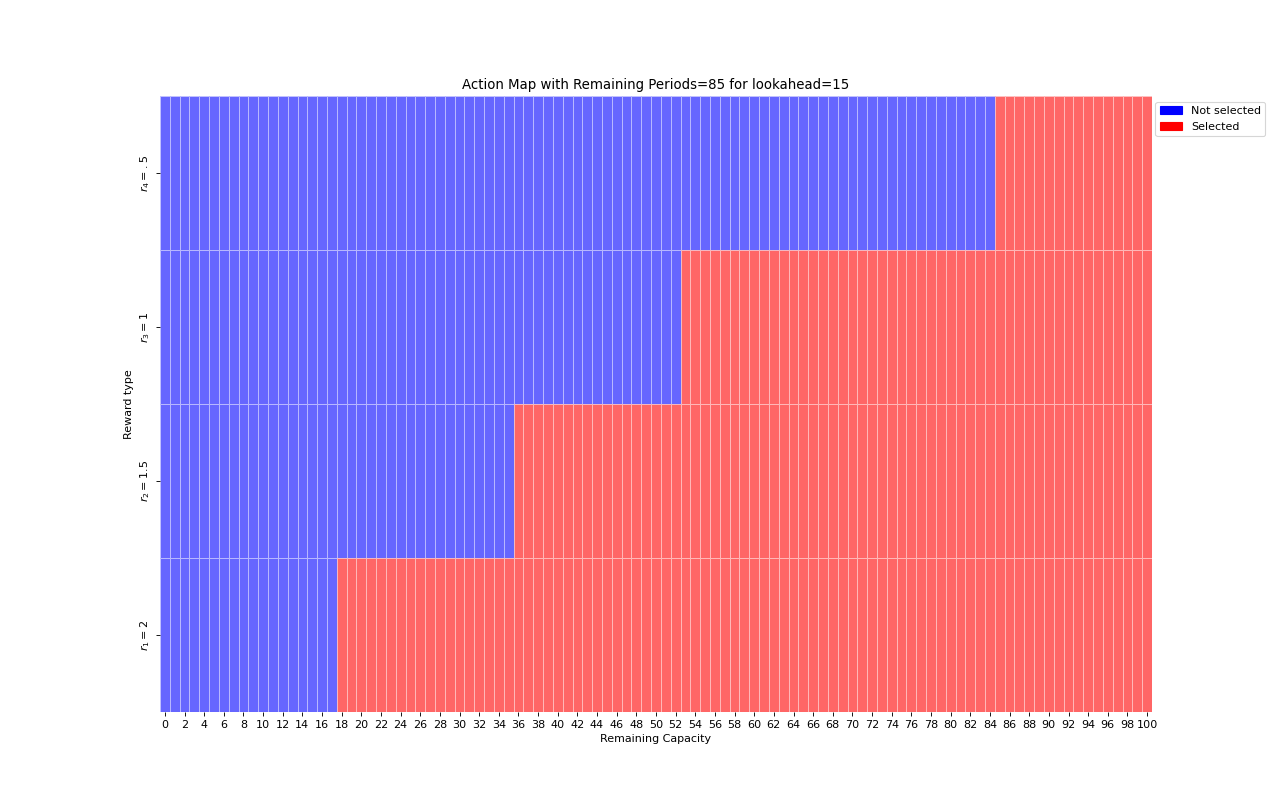 Action Map with Remaining Periods=85 for lookahead=15
Not selected
Selected
r₄ = .5
r₃ = 1
r₂ = 1.5
r₁ = 2
Reward type
0 2 4 6 8 10 12 14 16 18 20 22 24 26 28 30 32 34 36 38 40 42 44 46 48 50 52 54 56 58 60 62 64 66 68 70 72 74 76 78 80 82 84 86 88 90 92 94 96 98 100
Remaining Capacity